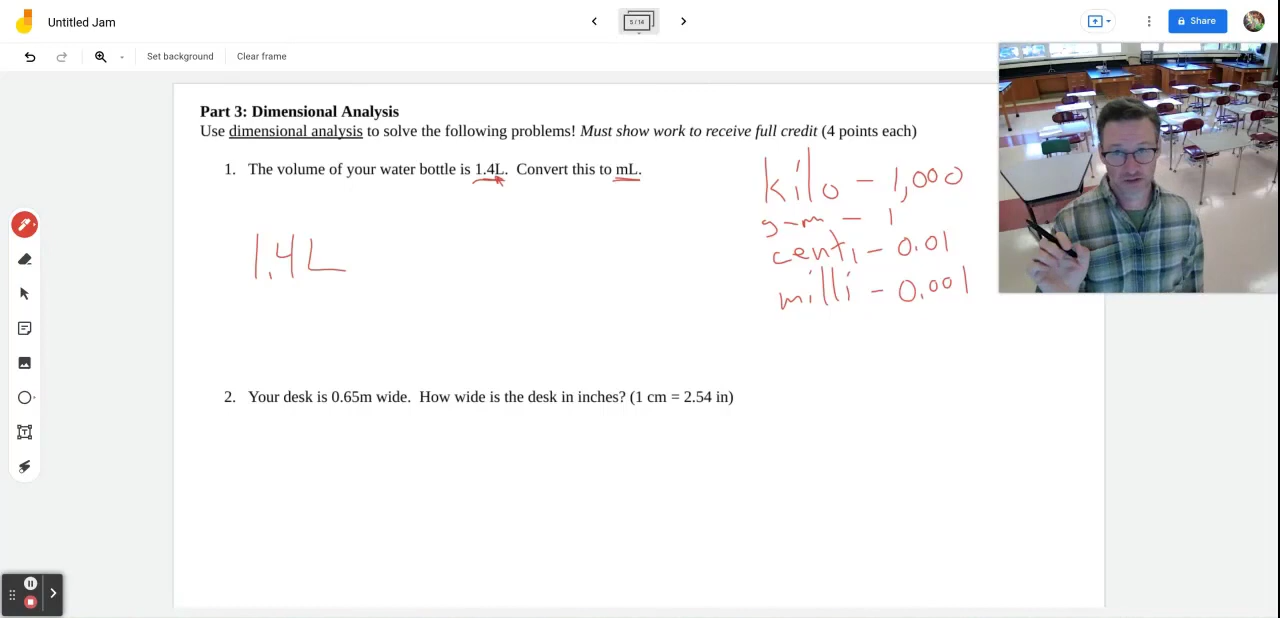 Untitled Jam
5 / 14
Share
Set background
Clear frame
Part 3: Dimensional Analysis
Use dimensional analysis to solve the following problems! Must show work to receive full credit (4 points each)
1. The volume of your water bottle is 1.4L. Convert this to mL.
kilo - 1,000
g-m - 1
centi - 0.01
milli - 0.001
1.4 L
2. Your desk is 0.65m wide. How wide is the desk in inches? (1 cm = 2.54 in)